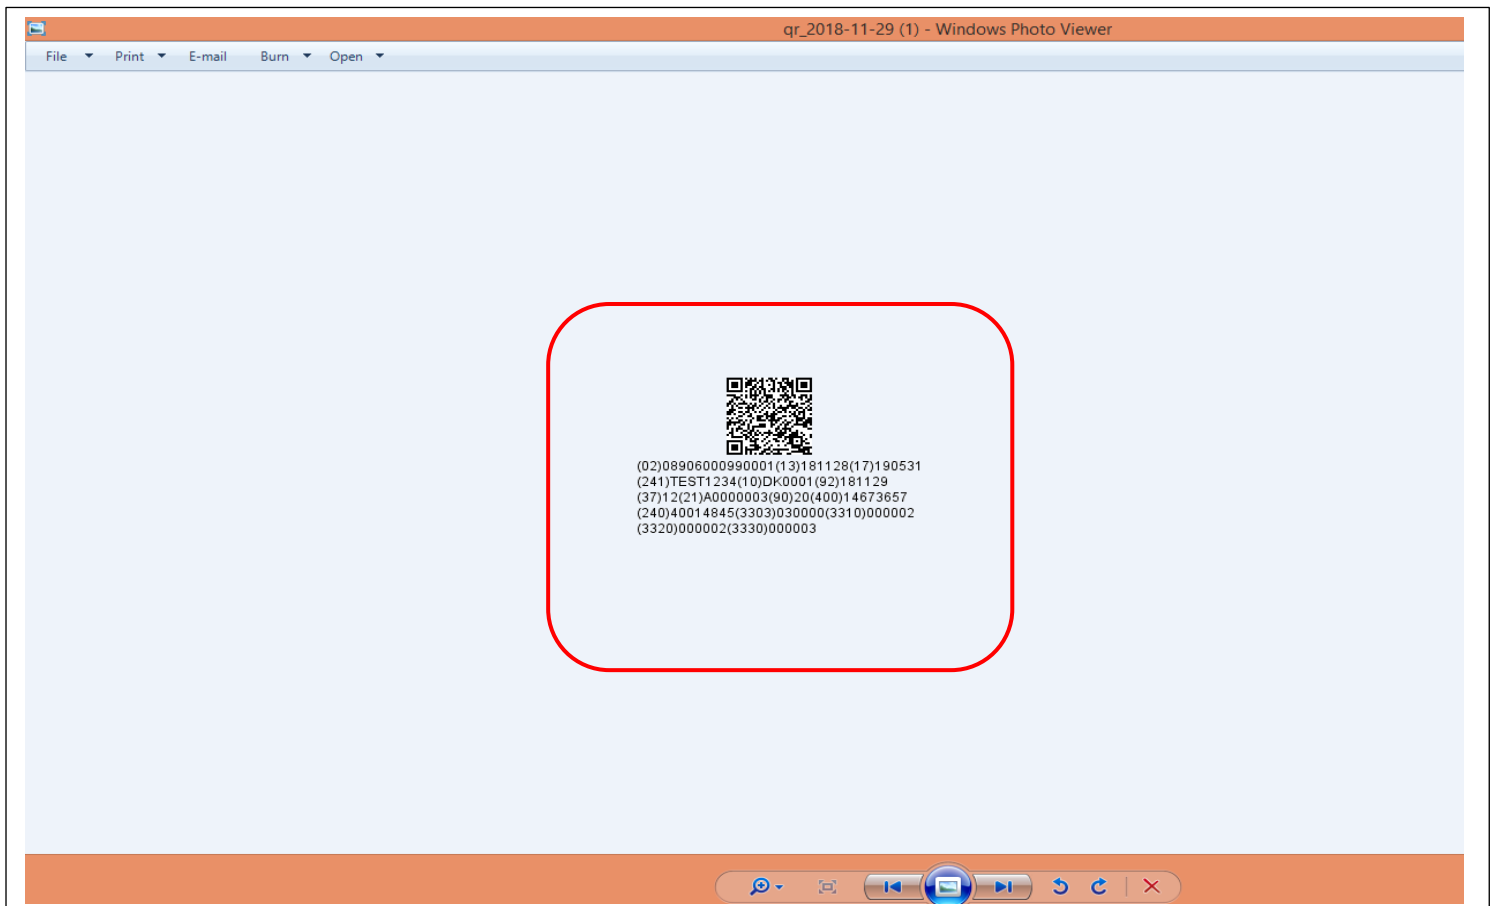 qr_2018-11-29 (1) - Windows Photo Viewer
File Print E-mail Burn Open
(02)08906000990001(13)181128(17)190531
(241)TEST1234(10)DK0001(92)181129
(37)12(21)A0000003(90)20(400)14673657
(240)40014845(3303)030000(3310)000002
(3320)000002(3330)000003